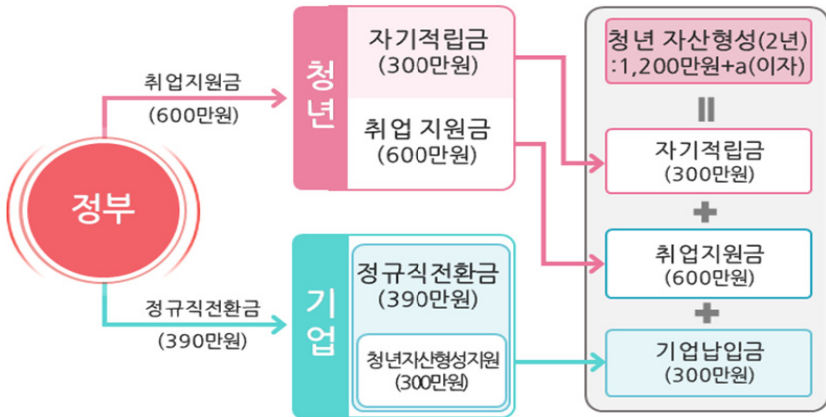 정부
취업지원금
(600만원)
정규직전환금
(390만원)
청년
자기적립금
(300만원)
취업 지원금
(600만원)
기업
정규직전환금
(390만원)
청년자산형성지원
(300만원)
청년 자산형성(2년)
:1,200만원+a(이자)
=
자기적립금
(300만원)
+
취업지원금
(600만원)
+
기업납입금
(300만원)